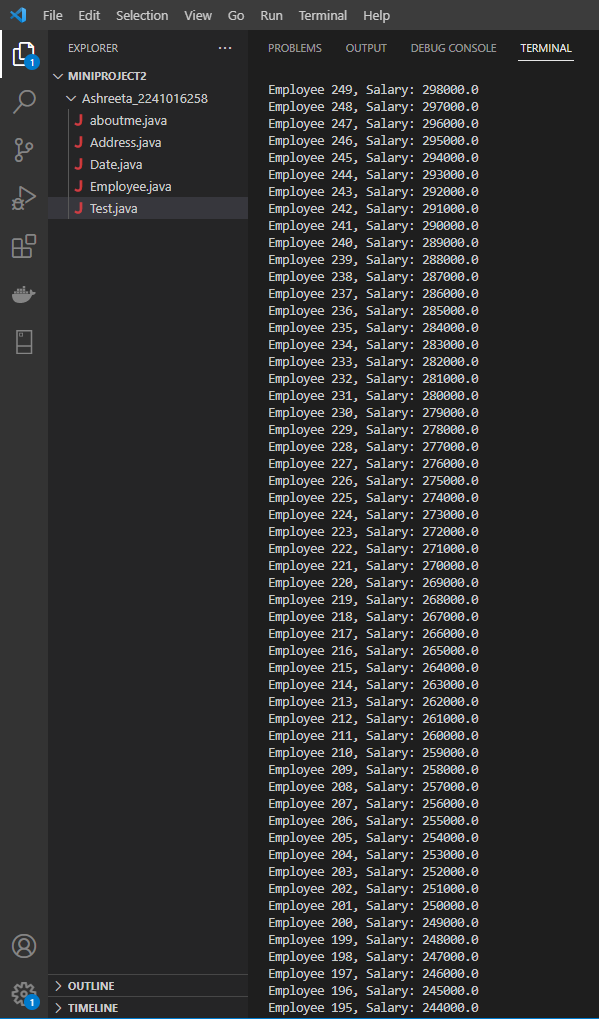 File Edit Selection View Go Run Terminal Help
EXPLORER
MINIPROJECT2
Ashreeta_2241016258
J aboutme.java
J Address.java
J Date.java
J Employee.java
J Test.java
OUTLINE
TIMELINE
1
1
PROBLEMS OUTPUT DEBUG CONSOLE TERMINAL
Employee 249, Salary: 298000.0
Employee 248, Salary: 297000.0
Employee 247, Salary: 296000.0
Employee 246, Salary: 295000.0
Employee 245, Salary: 294000.0
Employee 244, Salary: 293000.0
Employee 243, Salary: 292000.0
Employee 242, Salary: 291000.0
Employee 241, Salary: 290000.0
Employee 240, Salary: 289000.0
Employee 239, Salary: 288000.0
Employee 238, Salary: 287000.0
Employee 237, Salary: 286000.0
Employee 236, Salary: 285000.0
Employee 235, Salary: 284000.0
Employee 234, Salary: 283000.0
Employee 233, Salary: 282000.0
Employee 232, Salary: 281000.0
Employee 231, Salary: 280000.0
Employee 230, Salary: 279000.0
Employee 229, Salary: 278000.0
Employee 228, Salary: 277000.0
Employee 227, Salary: 276000.0
Employee 226, Salary: 275000.0
Employee 225, Salary: 274000.0
Employee 224, Salary: 273000.0
Employee 223, Salary: 272000.0
Employee 222, Salary: 271000.0
Employee 221, Salary: 270000.0
Employee 220, Salary: 269000.0
Employee 219, Salary: 268000.0
Employee 218, Salary: 267000.0
Employee 217, Salary: 266000.0
Employee 216, Salary: 265000.0
Employee 215, Salary: 264000.0
Employee 214, Salary: 263000.0
Employee 213, Salary: 262000.0
Employee 212, Salary: 261000.0
Employee 211, Salary: 260000.0
Employee 210, Salary: 259000.0
Employee 209, Salary: 258000.0
Employee 208, Salary: 257000.0
Employee 207, Salary: 256000.0
Employee 206, Salary: 255000.0
Employee 205, Salary: 254000.0
Employee 204, Salary: 253000.0
Employee 203, Salary: 252000.0
Employee 202, Salary: 251000.0
Employee 201, Salary: 250000.0
Employee 200, Salary: 249000.0
Employee 199, Salary: 248000.0
Employee 198, Salary: 247000.0
Employee 197, Salary: 246000.0
Employee 196, Salary: 245000.0
Employee 195, Salary: 244000.0